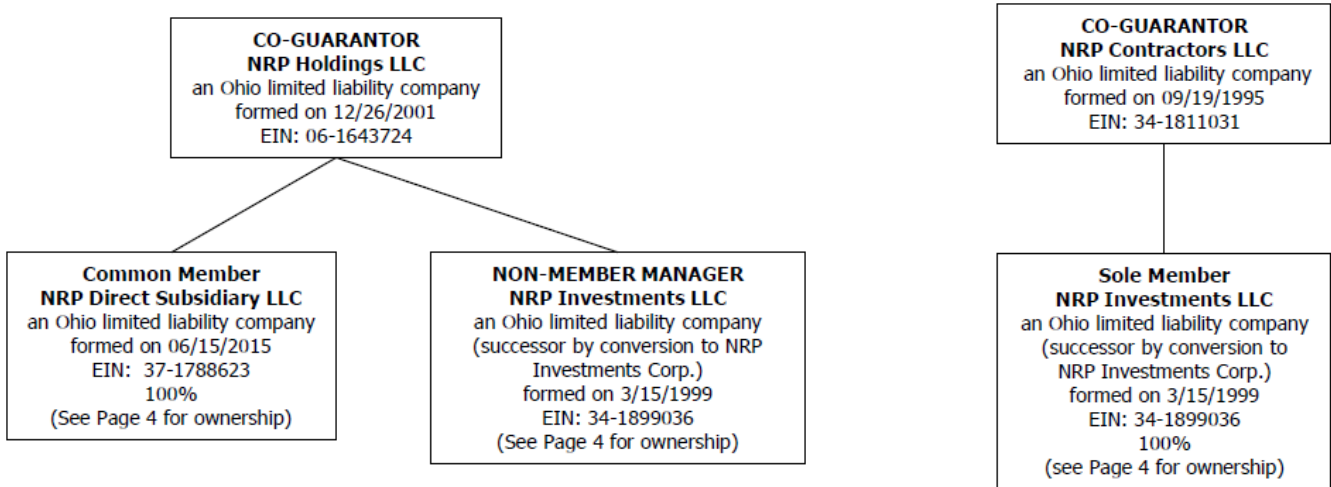 CO-GUARANTOR
NRP Holdings LLC
an Ohio limited liability company
formed on 12/26/2001
EIN: 06-1643724
CO-GUARANTOR
NRP Contractors LLC
an Ohio limited liability company
formed on 09/19/1995
EIN: 34-1811031
Common Member
NRP Direct Subsidiary LLC
an Ohio limited liability company
formed on 06/15/2015
EIN: 37-1788623
100%
(See Page 4 for ownership)
NON-MEMBER MANAGER
NRP Investments LLC
an Ohio limited liability company
(successor by conversion to NRP
Investments Corp.)
formed on 3/15/1999
EIN: 34-1899036
(See Page 4 for ownership)
Sole Member
NRP Investments LLC
an Ohio limited liability company
(successor by conversion to
NRP Investments Corp.)
formed on 3/15/1999
EIN: 34-1899036
100%
(see Page 4 for ownership)